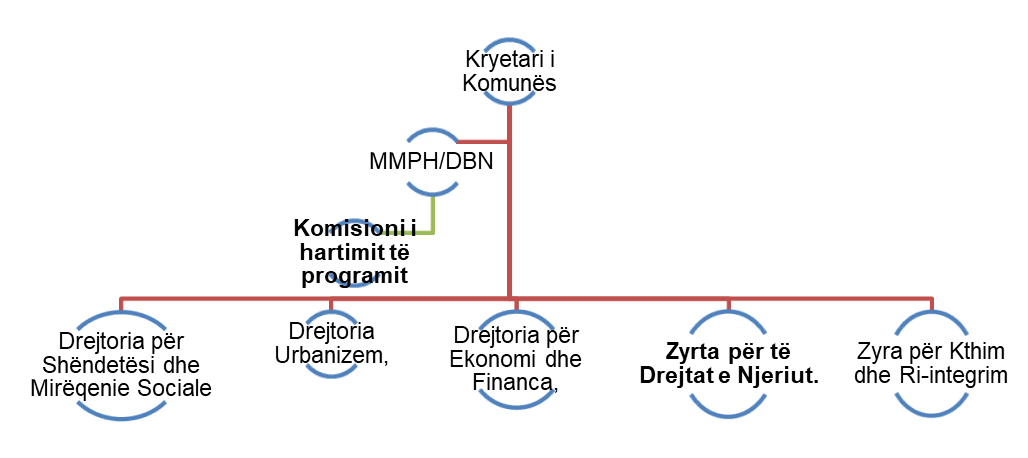 Kryetari i
Komunës
MMPH/DBN
Komisioni i
hartimit të
programit
Drejtoria për
Shëndetësi dhe
Mirëqenie Sociale
Drejtoria
Urbanizem,
Drejtoria për
Ekonomi dhe
Financa,
Zyrta për të
Drejtat e Njeriut.
Zyra për Kthim
dhe Ri-integrim